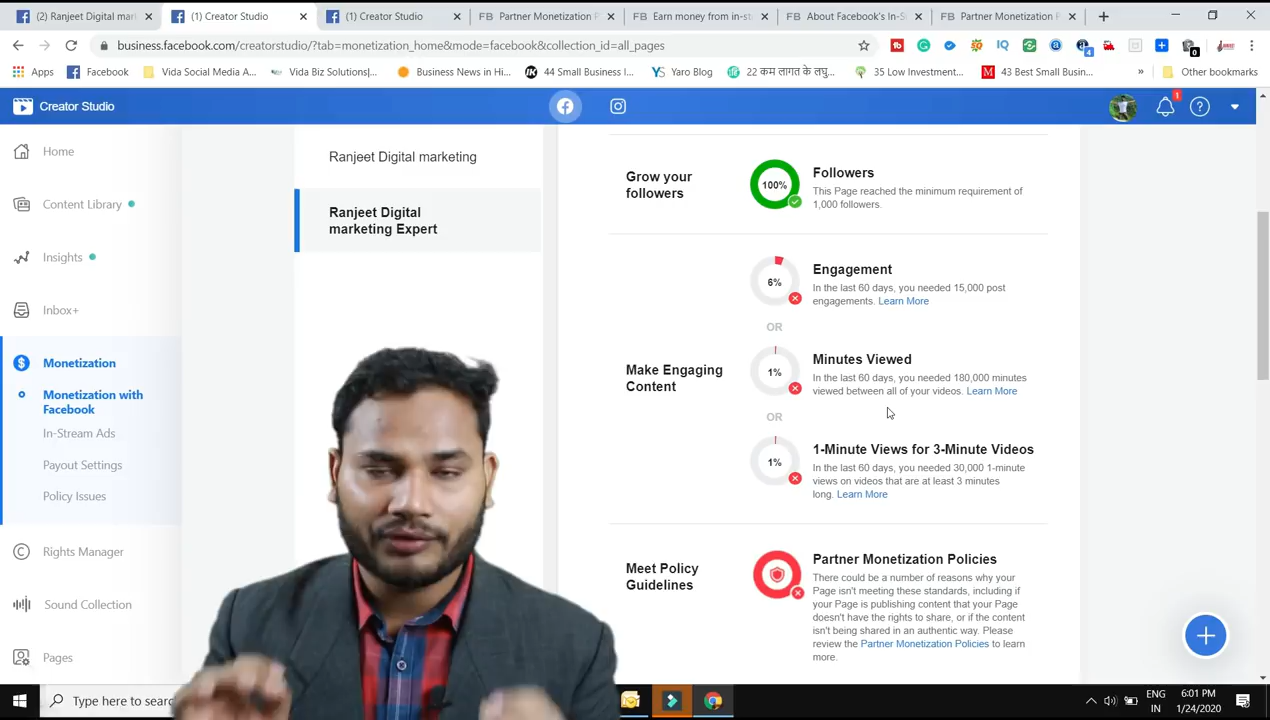 (2) Ranjeet Digital mark
(1) Creator Studio
(1) Creator Studio
Partner Monetization P
Earn money from in-st
About Facebook's In-S
Partner Monetization P
business.facebook.com/creatorstudio/?tab=monetization_home&mode=facebook&collection_id=all_pages
Apps
Facebook
Vida Social Media A...
Vida Biz Solutions|...
Business News in Hi...
44 Small Business I...
Yaro Blog
22 कम लागत के लघु...
35 Low Investment...
43 Best Small Busin...
»
Other bookmarks
Creator Studio
1
Home
Content Library
Insights
Inbox+
Monetization
Monetization with
Facebook
In-Stream Ads
Payout Settings
Policy Issues
Rights Manager
Sound Collection
Pages
Ranjeet Digital marketing
Ranjeet Digital
marketing Expert
Grow your
followers
100%
Followers
This Page reached the minimum requirement of
1,000 followers.
Make Engaging
Content
6%
Engagement
In the last 60 days, you needed 15,000 post
engagements. Learn More
OR
1%
Minutes Viewed
In the last 60 days, you needed 180,000 minutes
viewed between all of your videos. Learn More
OR
1%
1-Minute Views for 3-Minute Videos
In the last 60 days, you needed 30,000 1-minute
views on videos that are at least 3 minutes
long. Learn More
Meet Policy
Guidelines
Partner Monetization Policies
There could be a number of reasons why your
Page isn't meeting these standards, including if
your Page is publishing content that your Page
doesn't have the rights to share, or if the content
isn't being shared in an authentic way. Please
review the Partner Monetization Policies to learn
more.
Type here to searc
ENG
IN
6:01 PM
1/24/2020